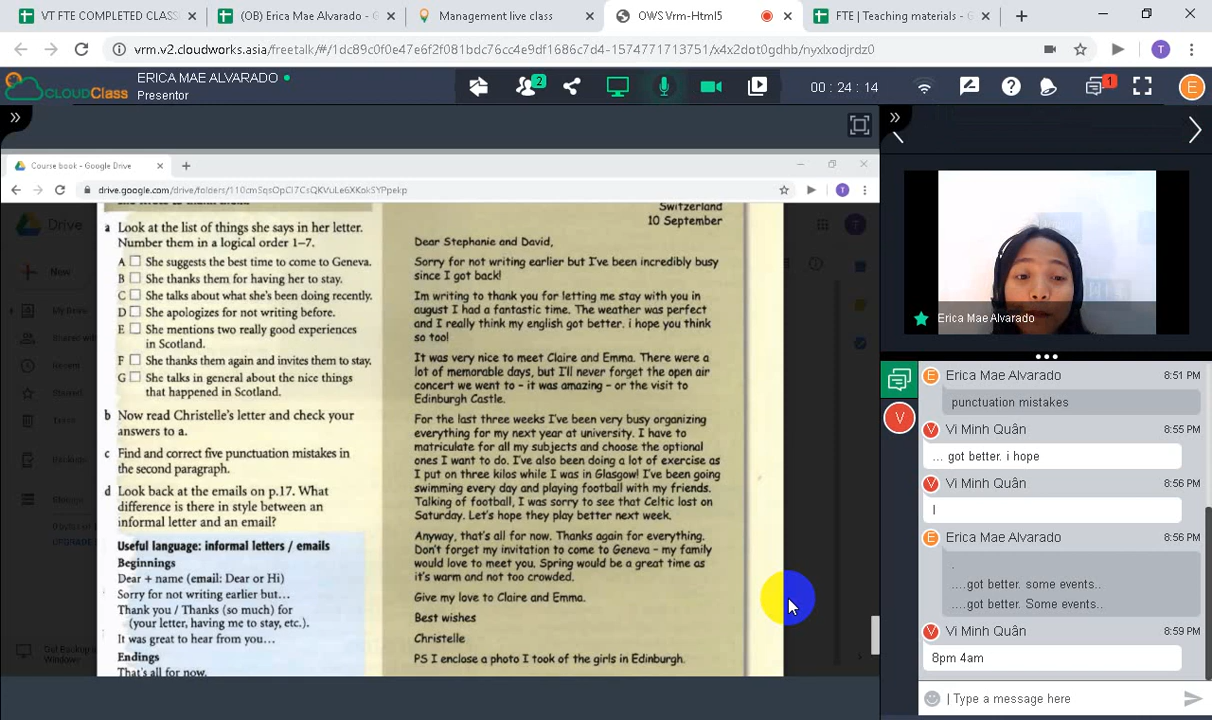 VT FTE COMPLETED CLASS
(OB) Erica Mae Alvarado - G
Management live class
OWS Vrm-Html5
FTE | Teaching materials - G
vrm.v2.cloudworks.asia/freetalk/#/1dc89c0f0e47e6f2f081bdc76cc4e9df1686c7d4-1574771713751/x4x2dot0gdhb/nyxlxodjrdz0
T
CLOUDCLASS
ERICA MAE ALVARADO
Presentor
2
00 : 24 : 14
1
E
Course book - Google Drive
drive.google.com/drive/folders/110cmSqsOpCI7CsQKVuLe6XKokSYPpekp
T
Drive
New
a Look at the list of things she says in her letter.
Number them in a logical order 1–7.
A She suggests the best time to come to Geneva.
B She thanks them for having her to stay.
C She talks about what she's been doing recently.
D She apologizes for not writing before.
E She mentions two really good experiences
in Scotland.
F She thanks them again and invites them to stay.
G She talks in general about the nice things
that happened in Scotland.
b Now read Christelle's letter and check your
answers to a.
c Find and correct five punctuation mistakes in
the second paragraph.
d Look back at the emails on p.17. What
difference is there in style between an
informal letter and an email?
Useful language: informal letters / emails
Beginnings
Dear + name (email: Dear or Hi)
Sorry for not writing earlier but...
Thank you / Thanks (so much) for
(your letter, having me to stay, etc.).
It was great to hear from you...
Endings
That's all for now.
Switzerland
10 September
Dear Stephanie and David,
Sorry for not writing earlier but I've been incredibly busy
since I got back!
Im writing to thank you for letting me stay with you in
august I had a fantastic time. The weather was perfect
and I really think my english got better. i hope you think
so too!
It was very nice to meet Claire and Emma. There were a
lot of memorable days, but I'll never forget the open air
concert we went to – it was amazing – or the visit to
Edinburgh Castle.
For the last three weeks I've been very busy organizing
everything for my next year at university. I have to
matriculate for all my subjects and choose the optional
ones I want to do. I've also been doing a lot of exercise as
I put on three kilos while I was in Glasgow! I've been going
swimming every day and playing football with my friends.
Talking of football, I was sorry to see that Celtic lost on
Saturday. Let's hope they play better next week.
Anyway, that's all for now. Thanks again for everything.
Don't forget my invitation to come to Geneva – my family
would love to meet you. Spring would be a great time as
it's warm and not too crowded.
Give my love to Claire and Emma.
Best wishes
Christelle
PS I enclose a photo I took of the girls in Edinburgh.
Erica Mae Alvarado
E Erica Mae Alvarado 8:51 PM
punctuation mistakes
V
V Vi Minh Quân 8:55 PM
... got better. i hope
V Vi Minh Quân 8:56 PM
I
E Erica Mae Alvarado 8:56 PM
.
....got better. some events..
....got better. Some events..
V Vi Minh Quân 8:59 PM
8pm 4am
Type a message here